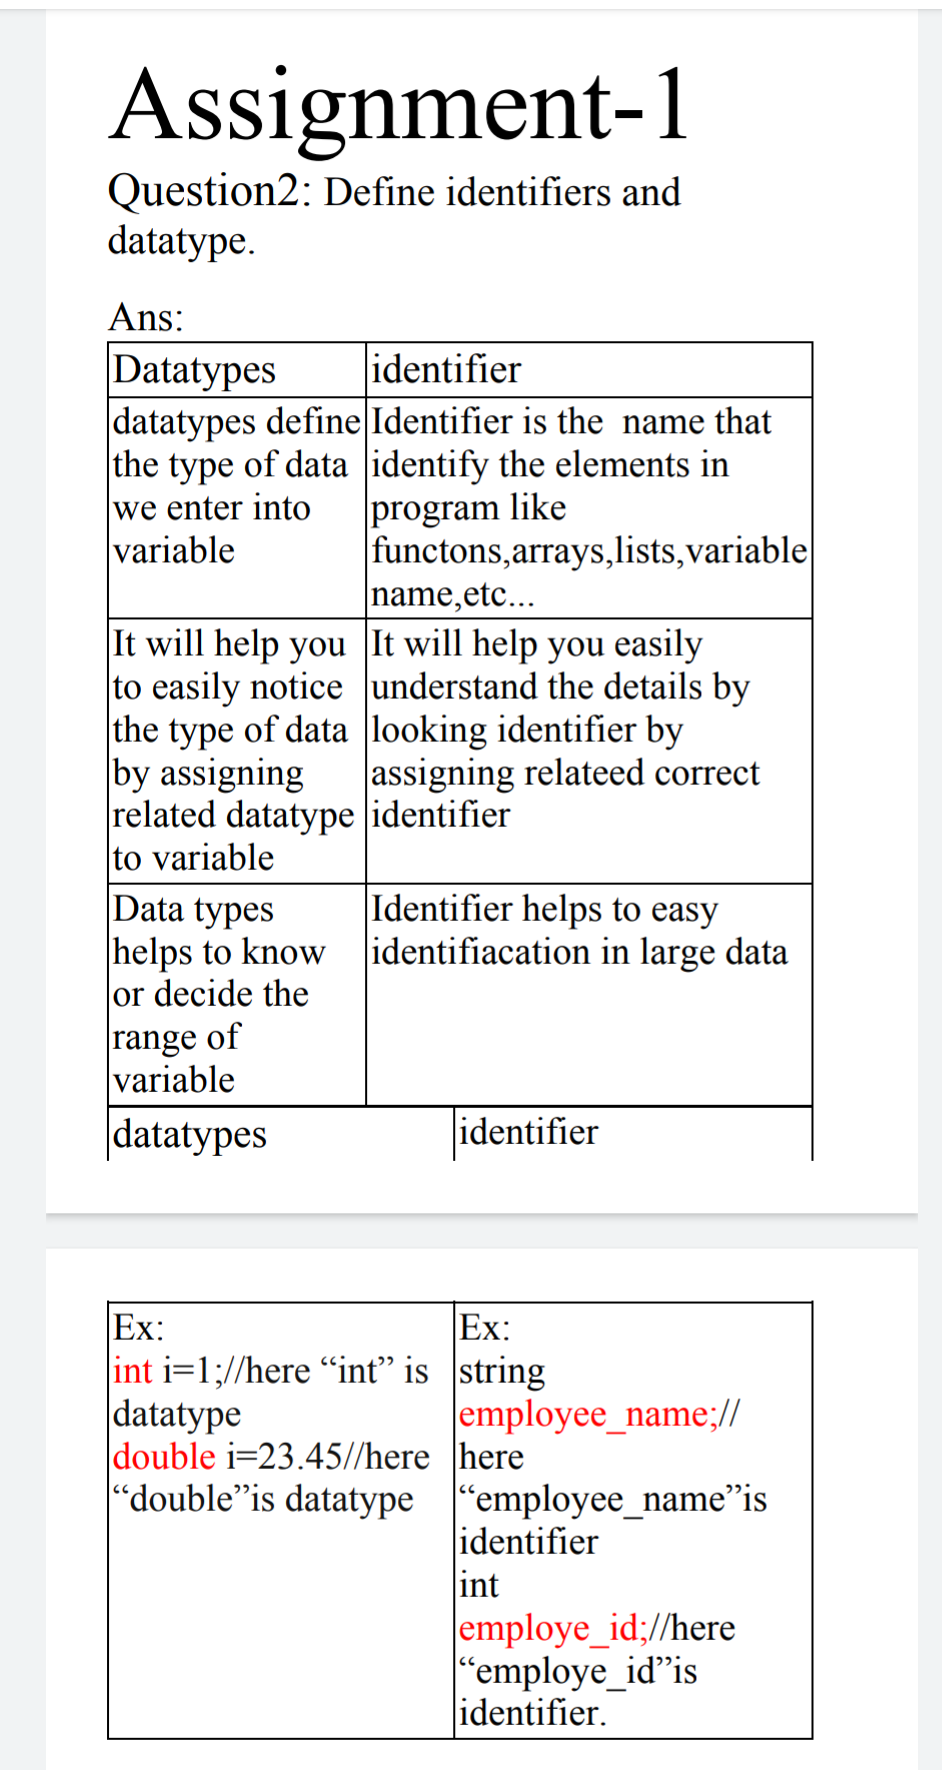 Assignment-1
Question2: Define identifiers and
datatype.
Ans:
Datatypes
identifier
datatypes define
the type of data
we enter into
variable
Identifier is the  name that
identify the elements in
program like
functons,arrays,lists,variable
name,etc...
It will help you
to easily notice
the type of data
by assigning
related datatype
to variable
It will help you easily
understand the details by
looking identifier by
assigning relateed correct
identifier
Data types
helps to know
or decide the
range of
variable
Identifier helps to easy
identifiacation in large data
datatypes
identifier
Ex:
int i=1;//here “int” is
datatype
double i=23.45//here
“double”is datatype
Ex:
string
employee_name;//
here
“employee_name”is
identifier
int
employe_id;//here
“employe_id”is
identifier.